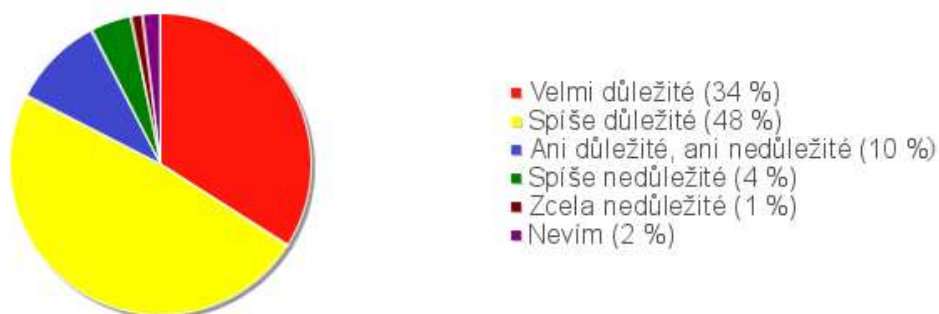 Velmi důležité (34 %)
Spíše důležité (48 %)
Ani důležité, ani nedůležité (10 %)
Spíše nedůležité (4 %)
Zcela nedůležité (1 %)
Nevím (2 %)